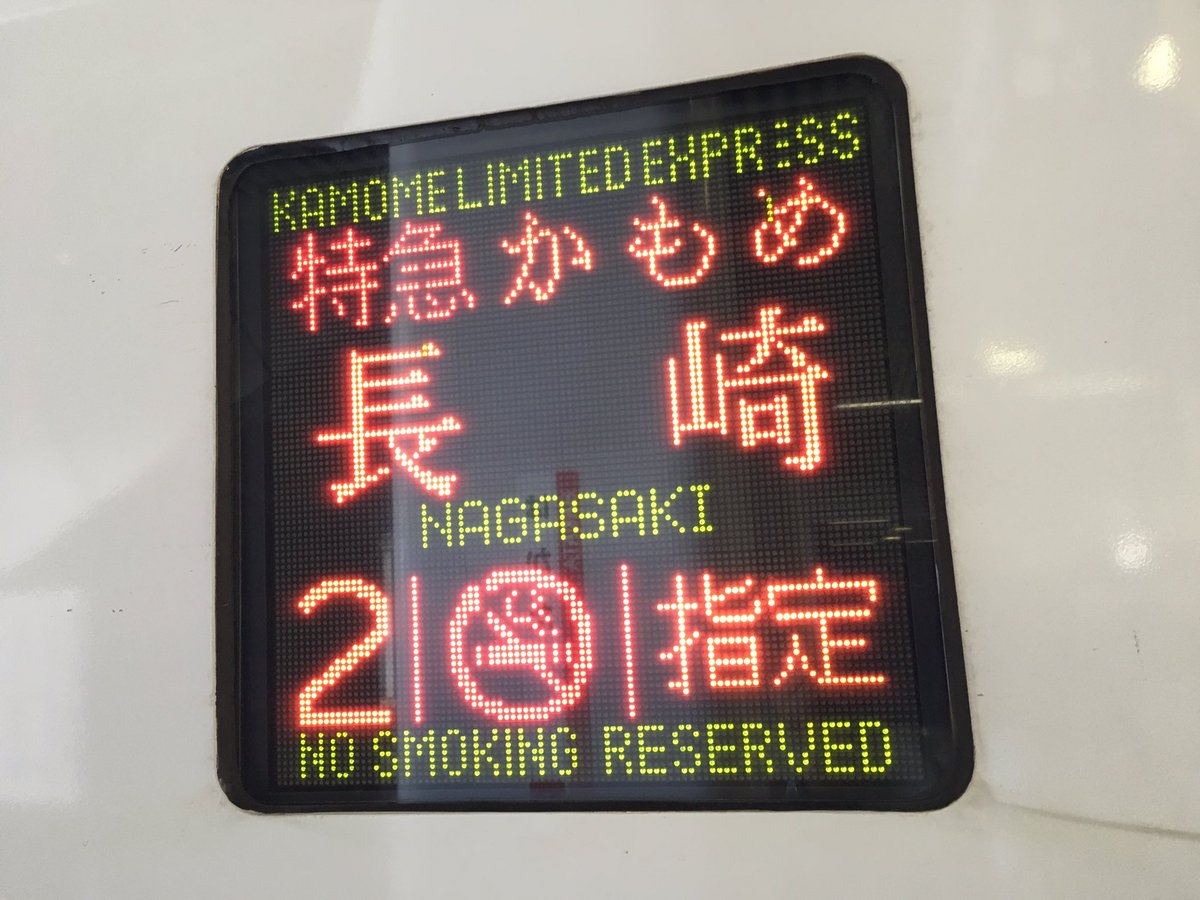 KAMOME LIMITED EXPRESS
特急かもめ
長崎
NAGASAKI
2 指定
NO SMOKING RESERVED